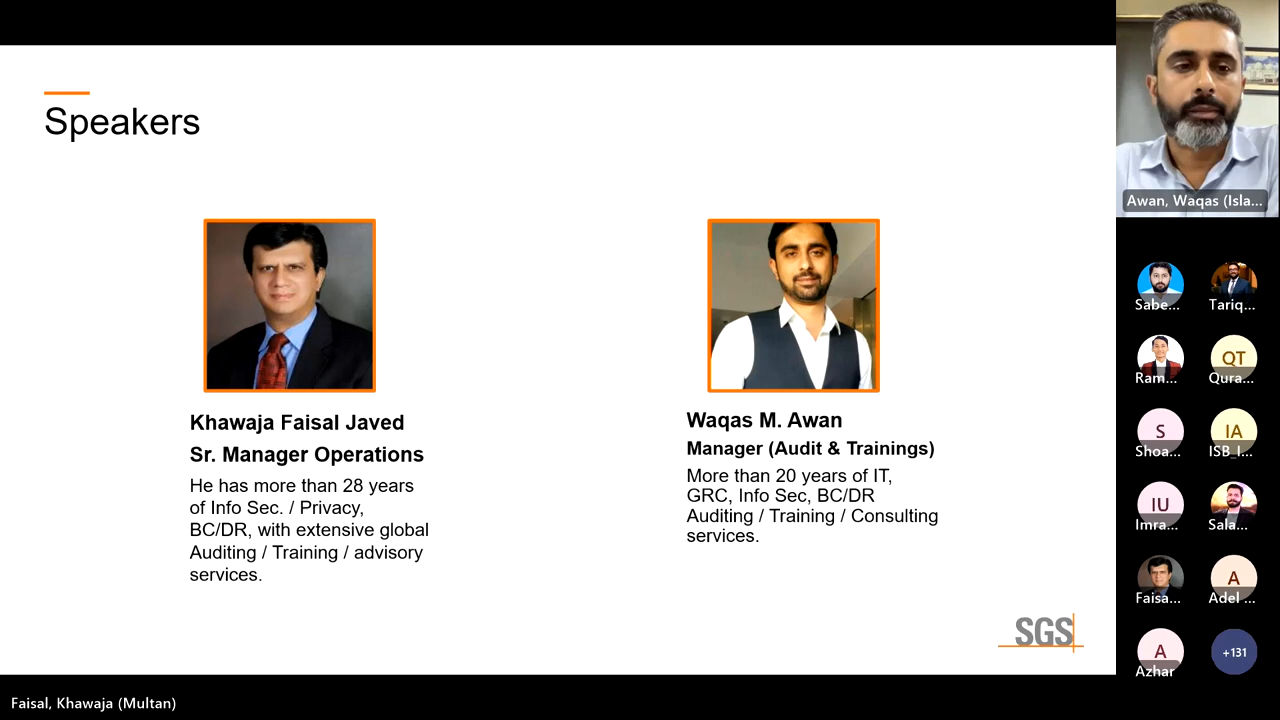 Speakers
Khawaja Faisal Javed
Sr. Manager Operations
He has more than 28 years
of Info Sec. / Privacy,
BC/DR, with extensive global
Auditing / Training / advisory
services.
Waqas M. Awan
Manager (Audit & Trainings)
More than 20 years of IT,
GRC, Info Sec, BC/DR
Auditing / Training / Consulting
services.
SGS
Awan, Waqas (Isla...
Sabe...
Tariq...
Ram...
QT
Qura...
S
Shoa...
IA
ISB_I...
IU
Imra...
Sala...
Faisa...
A
Adel ...
A
Azhar
+131
Faisal, Khawaja (Multan)